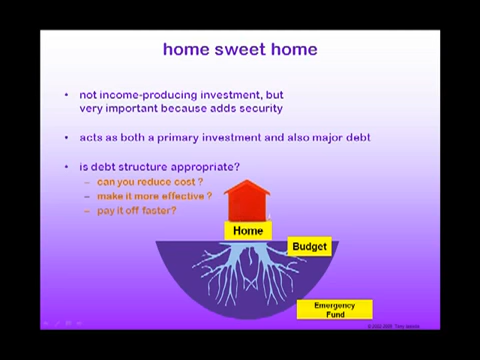 home sweet home
• not income-producing investment, but
very important because adds security
• acts as both a primary investment and also major debt
• is debt structure appropriate?
– can you reduce cost ?
– make it more effective ?
– pay it off faster?
Home
Budget
Emergency
Fund